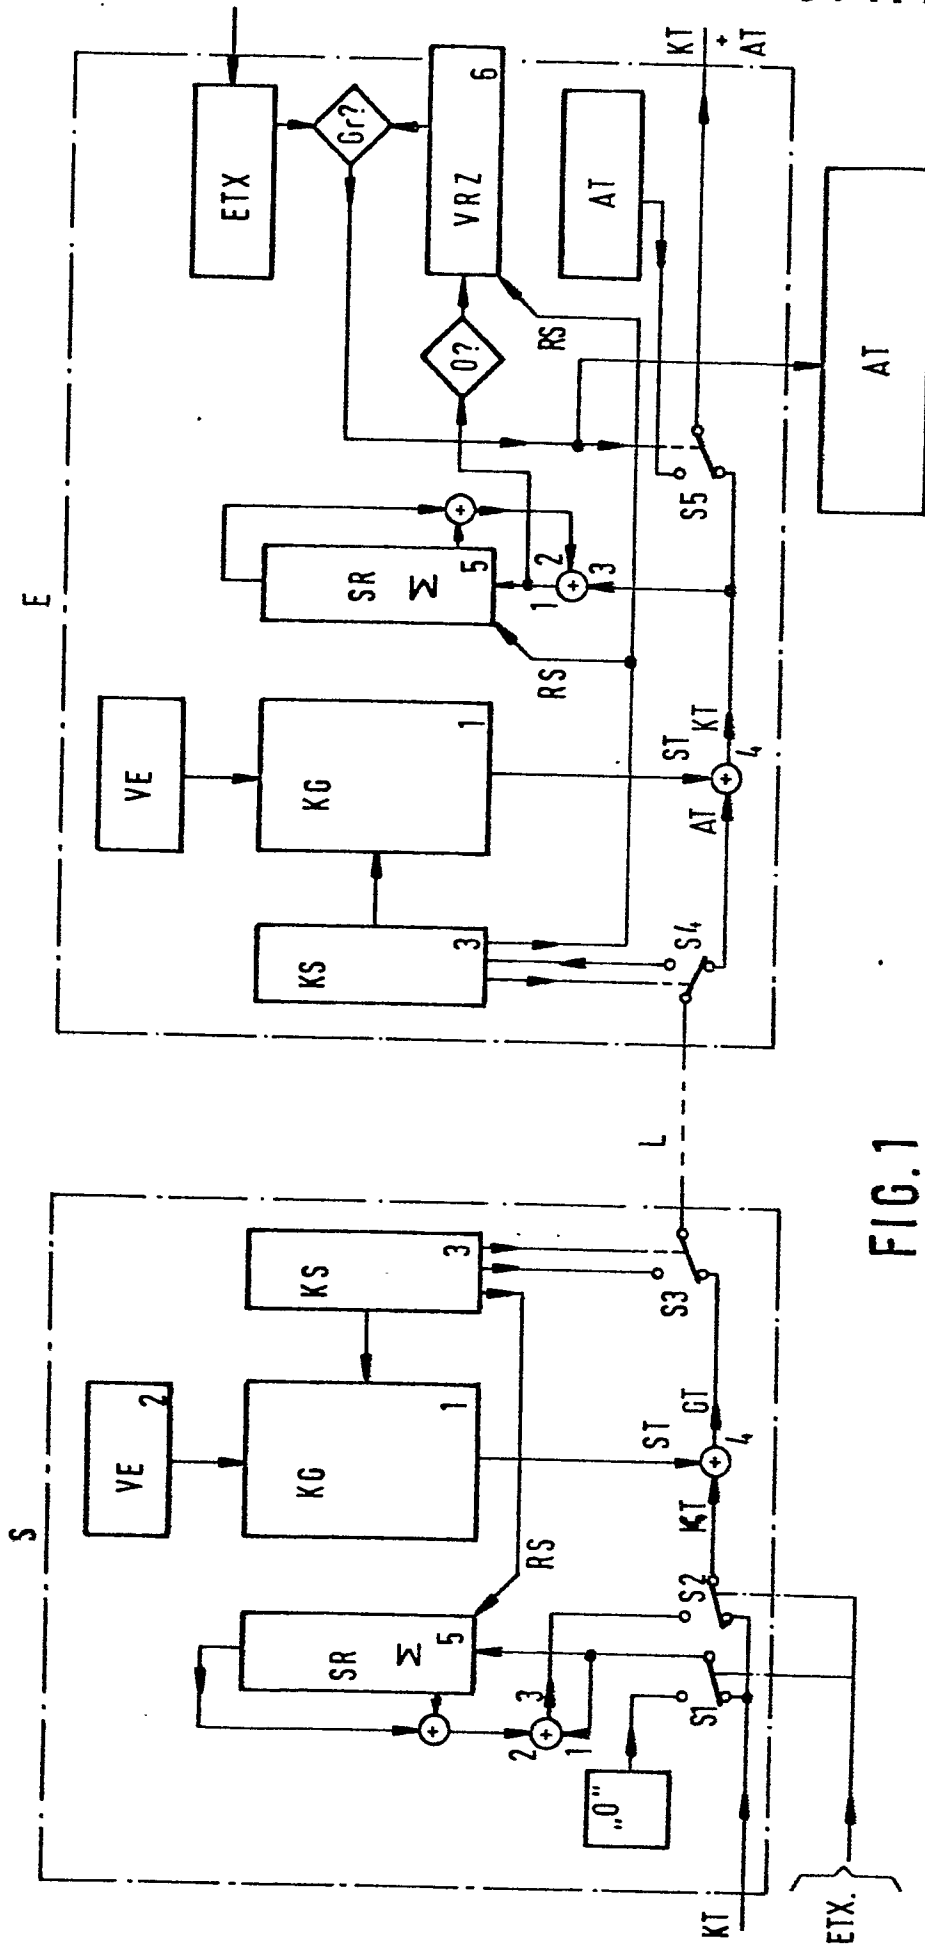 S
VE
2
KG
1
KS
3
SR
Σ
5
RS
2
3
1
„0"
S1
S2
S3
KT
KT
ST
GT
4
ETX.
L
E
VE
KG
1
KS
3
SR
Σ
5
RS
1
2
3
S4
AT
ST
KT
4
ETX
Gr?
VRZ
6
0?
RS
AT
S5
KT
+
AT
AT
FIG.1